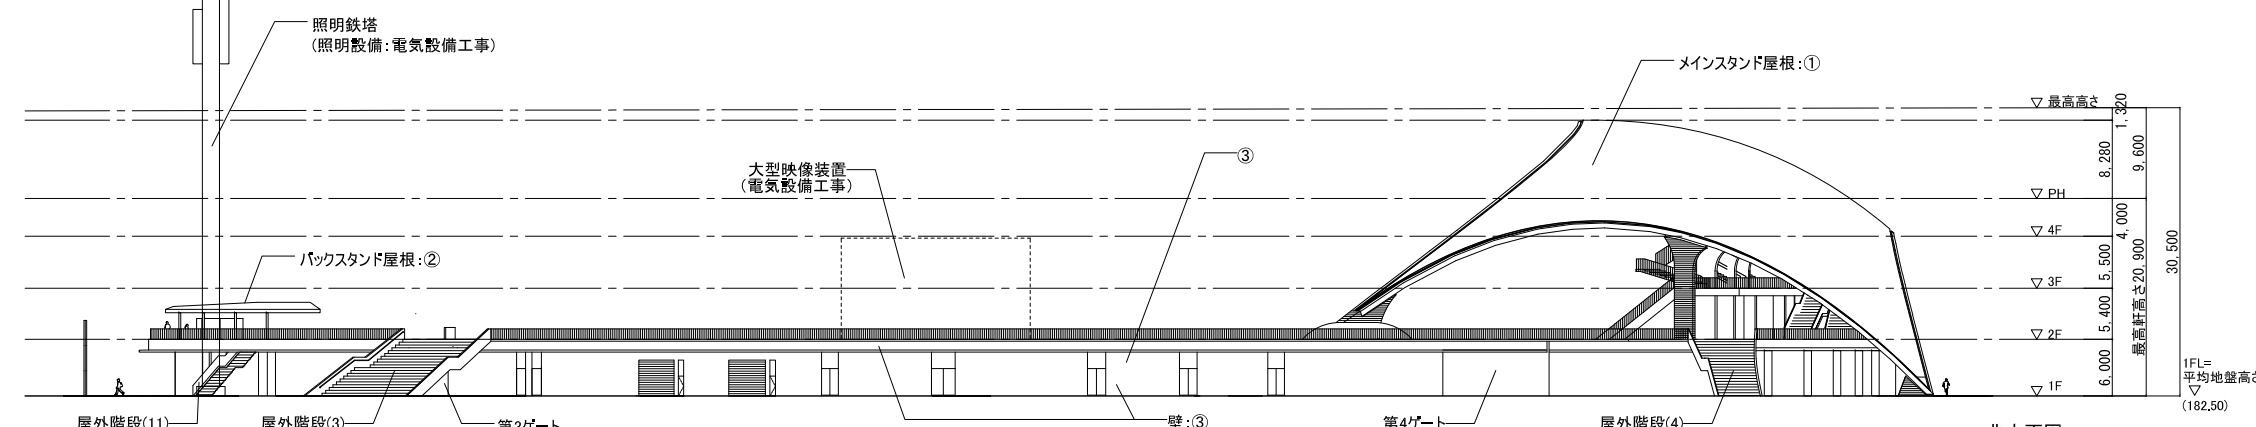 照明鉄塔
(照明設備:電気設備工事)
メインスタンド屋根:①
▽ 最高高さ
1,320
③
大型映像装置
(電気設備工事)
8,280
9,600
▽ PH
4,000
▽ 4F
バックスタンド屋根:②
5,500
最高軒高さ20,900
30,500
▽ 3F
5,400
▽ 2F
6,000
▽ 1F
1FL=
平均地盤高さ
▽
(182.50)
屋外階段(11)
屋外階段(3)
壁:③
第4ゲート
屋外階段(4)